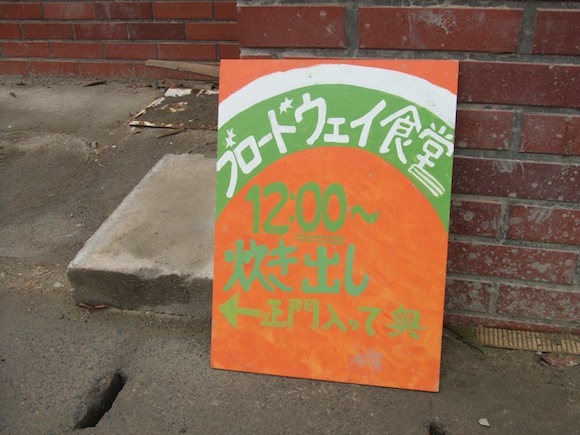 ブロードウェイ食堂
12:00~
炊き出し
←正門入って奥